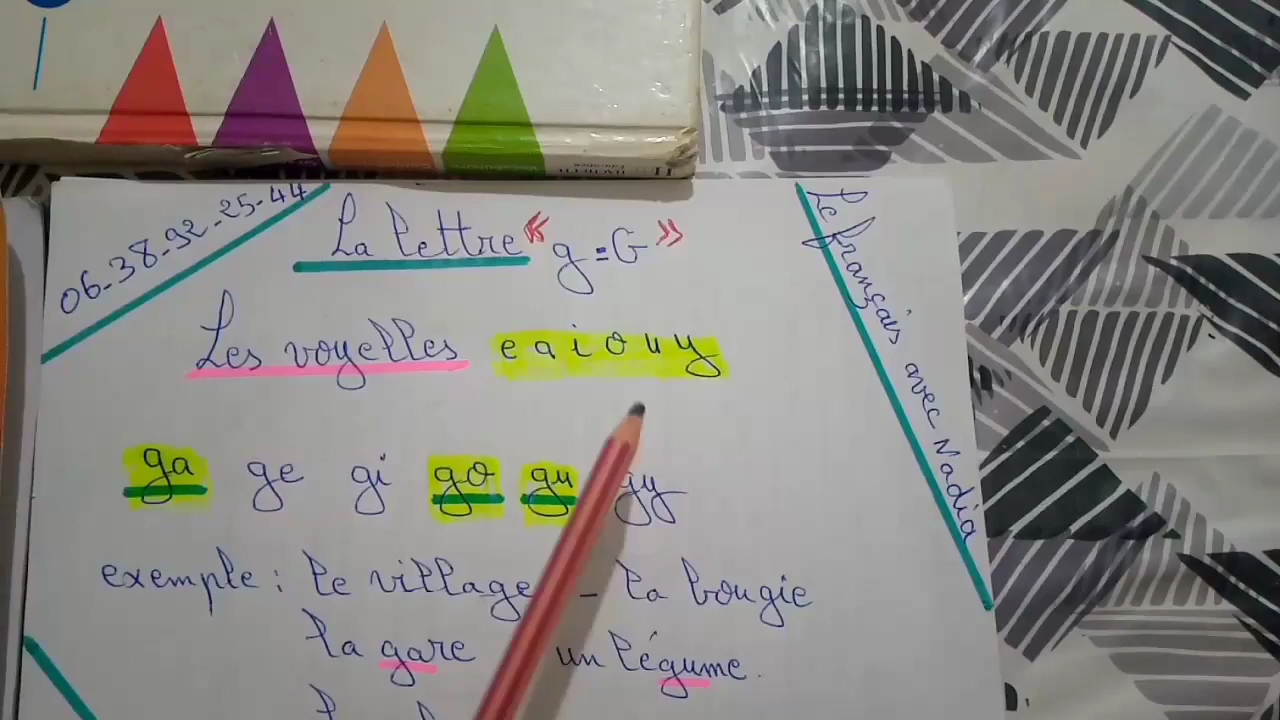 06-38-92-25-44
La lettre « g=G »
Le français avec Nadia
Les voyelles e a i o u y
ga ge gi go gu gy
exemple : le village - la bougie
la gare un légume.